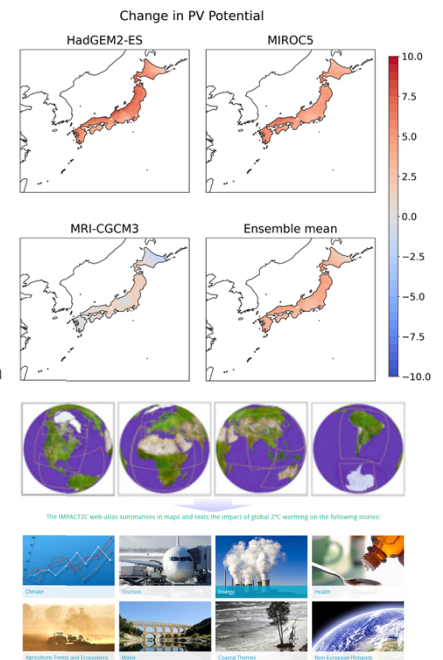 Change in PV Potential
HadGEM2-ES
MIROC5
10.0
7.5
5.0
2.5
0.0
−2.5
−5.0
−7.5
−10.0
MRI-CGCM3
Ensemble mean
The IMPACT2C web-atlas summarises in maps and texts the impact of global 2°C warming on the following stories:
Climate
Tourism
Energy
Health
Agriculture, Forests and Ecosystems
Water
Coastal Themes
Non-European Hotspots